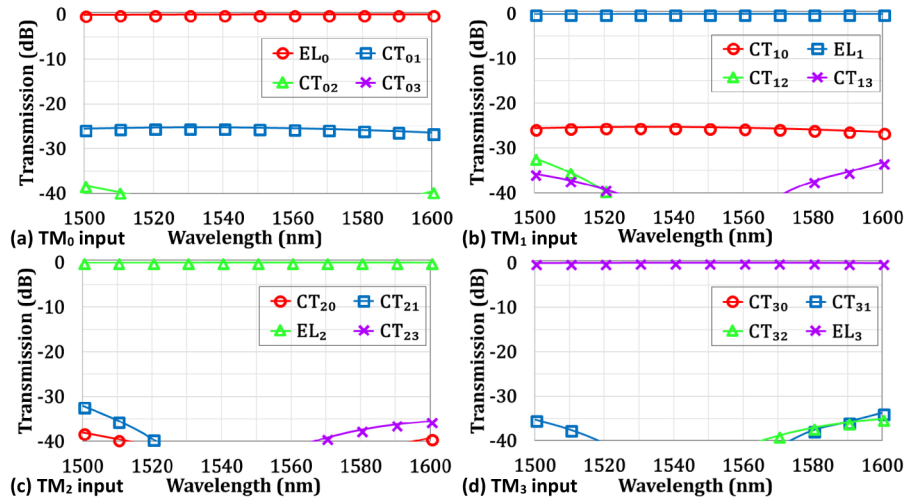 Transmission (dB)
0
-10
-20
-30
-40
EL₀ CT₀₁
CT₀₂ CT₀₃
1500 1520 1540 1560 1580 1600
(a) TM₀ input Wavelength (nm)
Transmission (dB)
0
-10
-20
-30
-40
CT₁₀ EL₁
CT₁₂ CT₁₃
1500 1520 1540 1560 1580 1600
(b) TM₁ input Wavelength (nm)
Transmission (dB)
0
-10
-20
-30
-40
CT₂₀ CT₂₁
EL₂ CT₂₃
1500 1520 1540 1560 1580 1600
(c) TM₂ input Wavelength (nm)
Transmission (dB)
0
-10
-20
-30
-40
CT₃₀ CT₃₁
CT₃₂ EL₃
1500 1520 1540 1560 1580 1600
(d) TM₃ input Wavelength (nm)